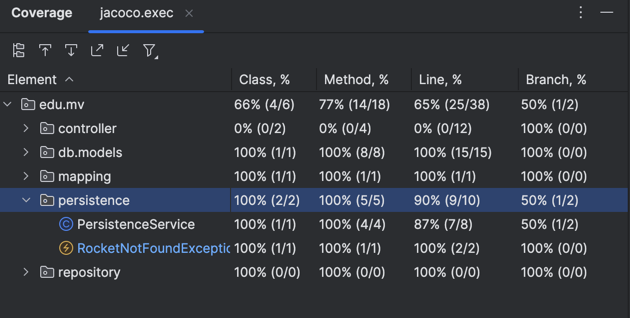 Coverage jacoco.exec
Element Class, % Method, % Line, % Branch, %
edu.mv 66% (4/6) 77% (14/18) 65% (25/38) 50% (1/2)
controller 0% (0/2) 0% (0/4) 0% (0/12) 100% (0/0)
db.models 100% (1/1) 100% (8/8) 100% (15/15) 100% (0/0)
mapping 100% (1/1) 100% (1/1) 100% (1/1) 100% (0/0)
persistence 100% (2/2) 100% (5/5) 90% (9/10) 50% (1/2)
PersistenceService 100% (1/1) 100% (4/4) 87% (7/8) 50% (1/2)
RocketNotFoundExceptio 100% (1/1) 100% (1/1) 100% (2/2) 100% (0/0)
repository 100% (0/0) 100% (0/0) 100% (0/0) 100% (0/0)